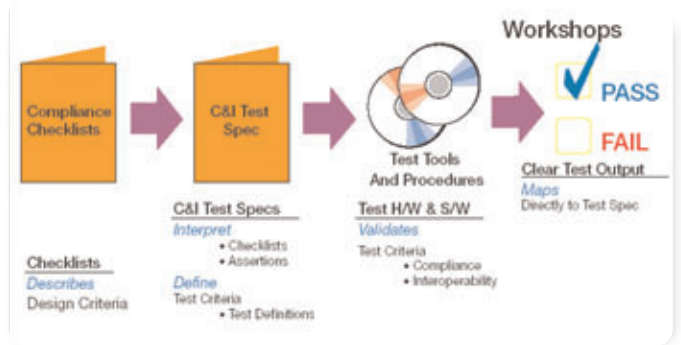 Workshops
Compliance
Checklists
C&I Test
Spec
PASS
FAIL
Test Tools
And Procedures
Clear Test Output
Maps
Directly to Test Spec
C&I Test Specs
Interpret
• Checklists
• Assertions
Define
Test Criteria
• Test Definitions
Test H/W & S/W
Validates
Test Criteria
• Compliance
• Interoperability
Checklists
Describes
Design Criteria